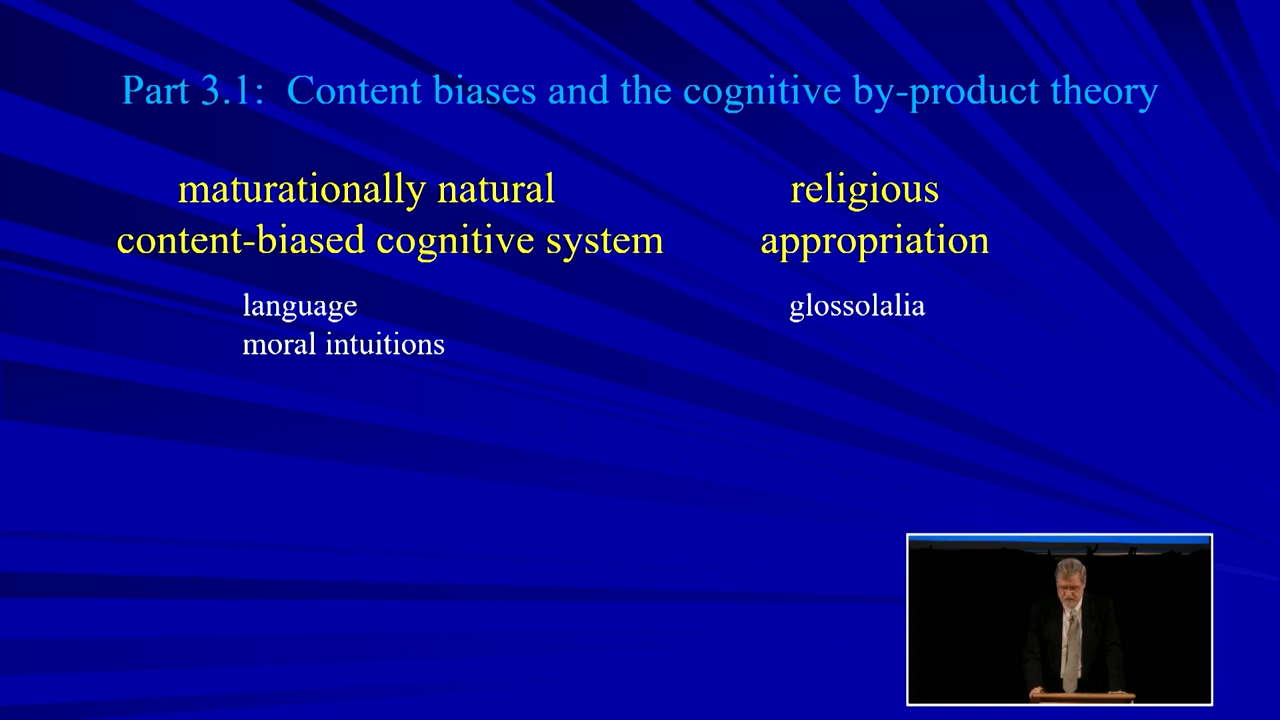 Part 3.1:  Content biases and the cognitive by-product theory
maturationally natural
content-biased cognitive system
religious
appropriation
language
glossolalia
moral intuitions